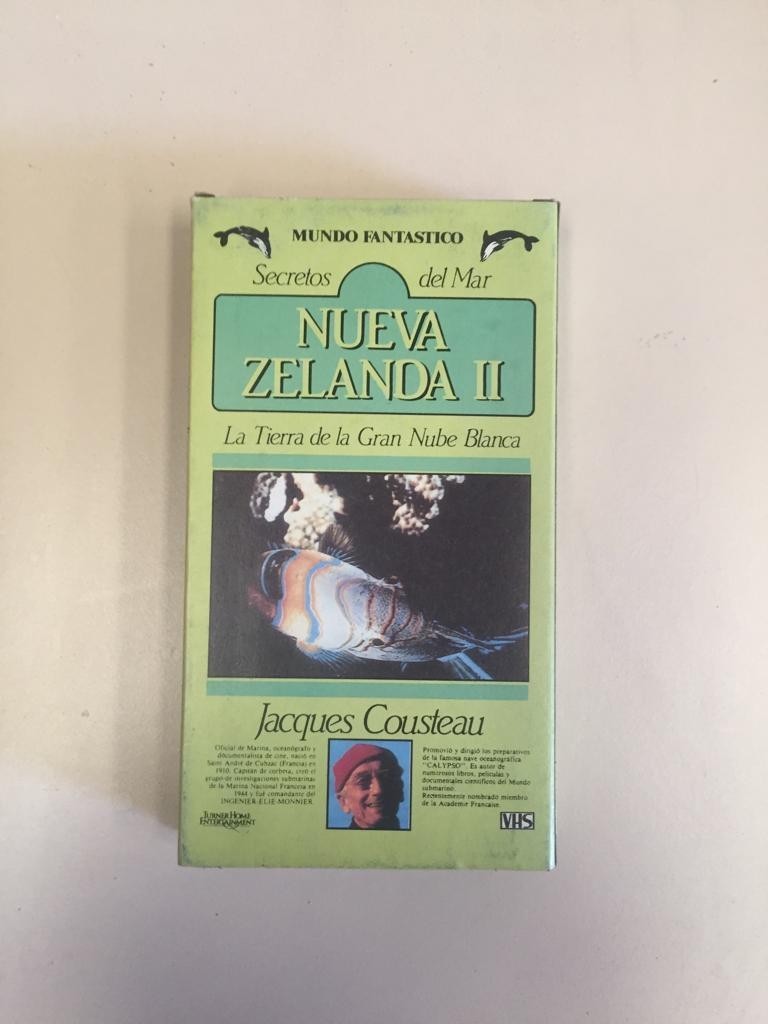 MUNDO FANTASTICO
Secretos del Mar
NUEVA
ZELANDA II
La Tierra de la Gran Nube Blanca
Jacques Cousteau
Oficial de Marina, oceanógrafo y
documentalista de cine, nació en
Saint André de Cubzac (Francia) en
1910. Capitán de corbeta, creó el
grupo de investigaciones submarinas
de la Marina Nacional Francesa en
1944 y fué comandante del
INGENIER-ELIE-MONNIER.
TURNER HOME
ENTERTAINMENT
Promovió y dirigió los preparativos
de la famosa nave oceanográfica
"CALYPSO". Es autor de
numerosos libros, películas y
documentales científicos del Mundo
submarino.
Recientemente nombrado miembro
de la Academie Francaise.
VHS